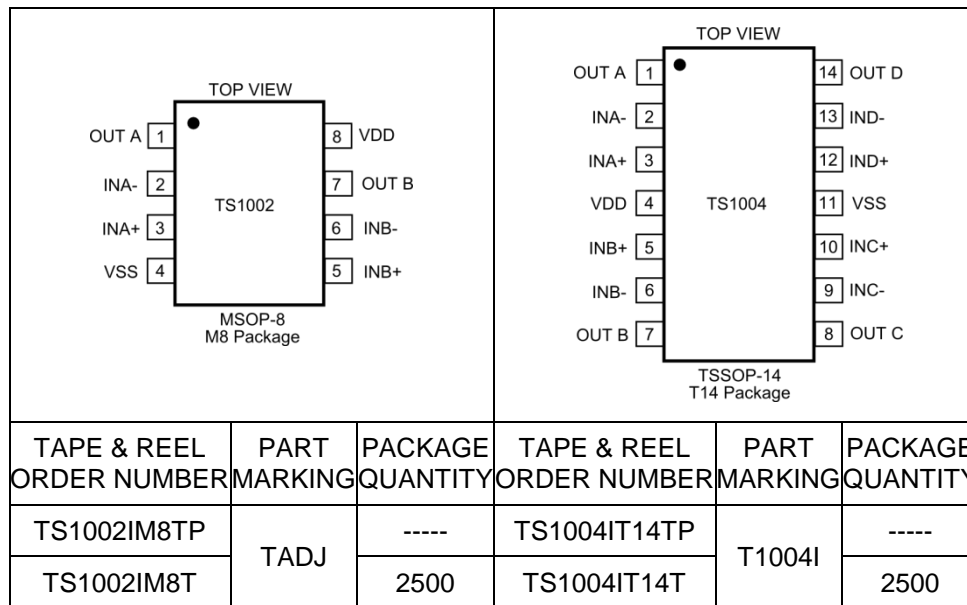 TOP VIEW
OUT A 1
INA- 2
INA+ 3
VSS 4
TS1002
8 VDD
7 OUT B
6 INB-
5 INB+
MSOP-8
M8 Package
TOP VIEW
OUT A 1
INA- 2
INA+ 3
VDD 4
INB+ 5
INB- 6
OUT B 7
TS1004
14 OUT D
13 IND-
12 IND+
11 VSS
10 INC+
9 INC-
8 OUT C
TSSOP-14
T14 Package
TAPE & REEL
ORDER NUMBER
PART
MARKING
PACKAGE
QUANTITY
TAPE & REEL
ORDER NUMBER
PART
MARKING
PACKAGE
QUANTITY
TS1002IM8TP
TADJ
-----
TS1004IT14TP
T1004I
-----
TS1002IM8T
2500
TS1004IT14T
2500